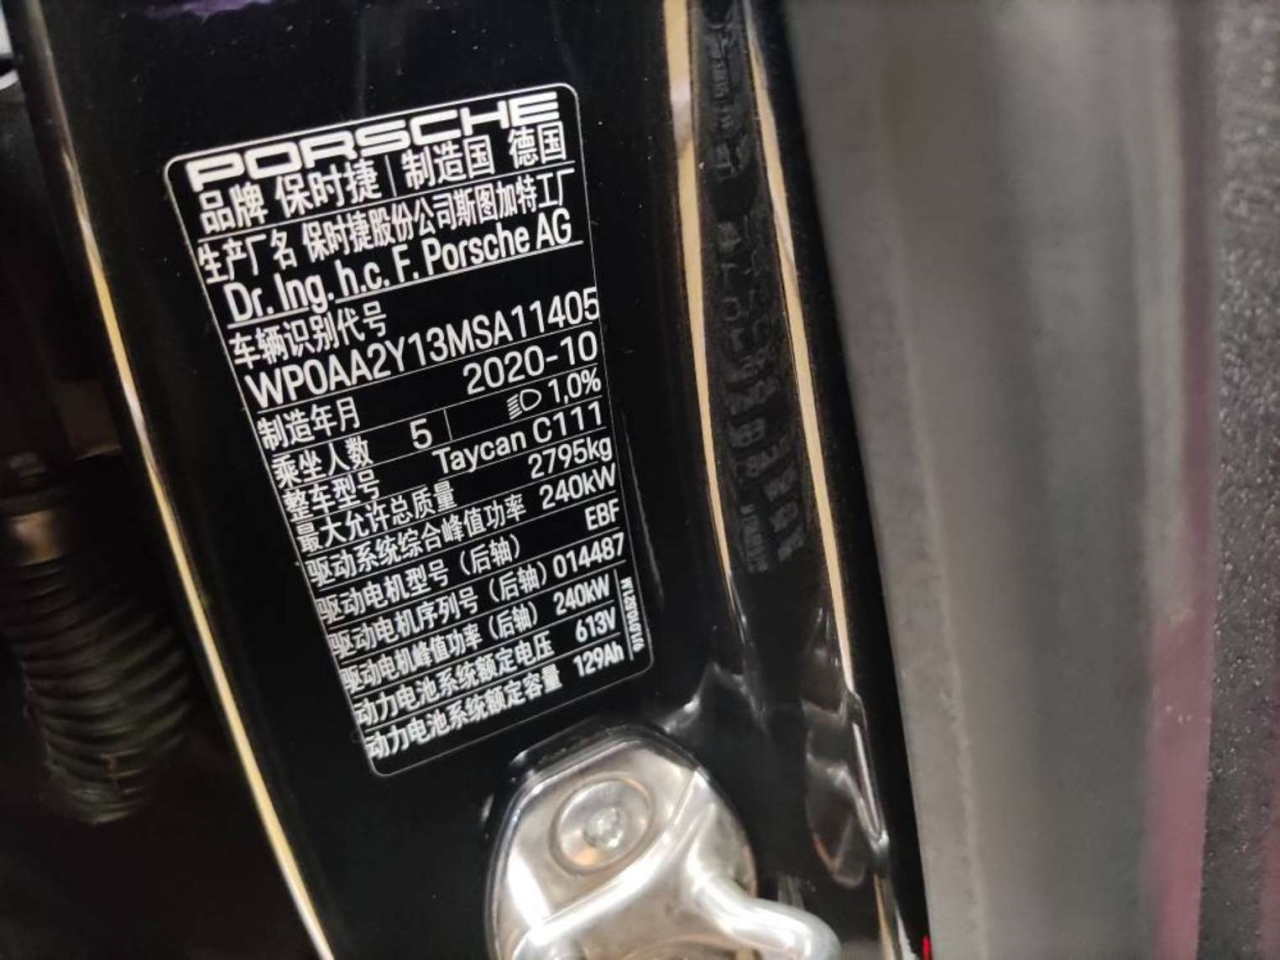 PORSCHE
品牌 保时捷 制造国 德国
生产厂名 保时捷股份公司斯图加特工厂
Dr. Ing. h.c. F. Porsche AG
车辆识别代号
WP0AA2Y13MSA11405
制造年月 2020-10
乘坐人数 5 1,0%
整车型号 Taycan C111
最大允许总质量 2795kg
驱动系统综合峰值功率 240kW
驱动电机型号（后轴） EBF
驱动电机序列号（后轴）014487
驱动电机峰值功率（后轴） 240kW
动力电池系统额定电压 613V
动力电池系统额定容量 129Ah